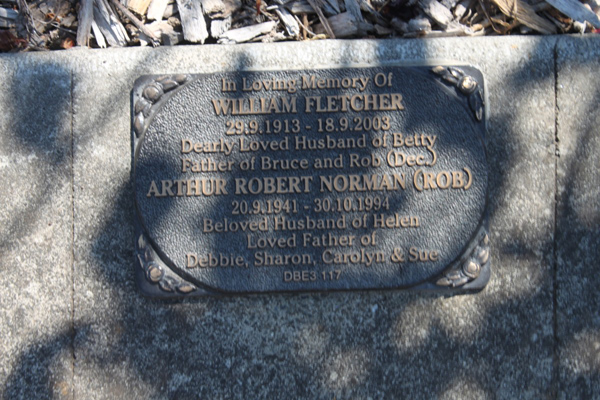 In Loving Memory Of
WILLIAM FLETCHER
29.9.1913 - 18.9.2003
Dearly Loved Husband of Betty
Father of Bruce and Rob (Dec.)
ARTHUR ROBERT NORMAN (ROB)
20.9.1941 - 30.10.1994
Beloved Husband of Helen
Loved Father of
Debbie, Sharon, Carolyn & Sue
DBE3 117